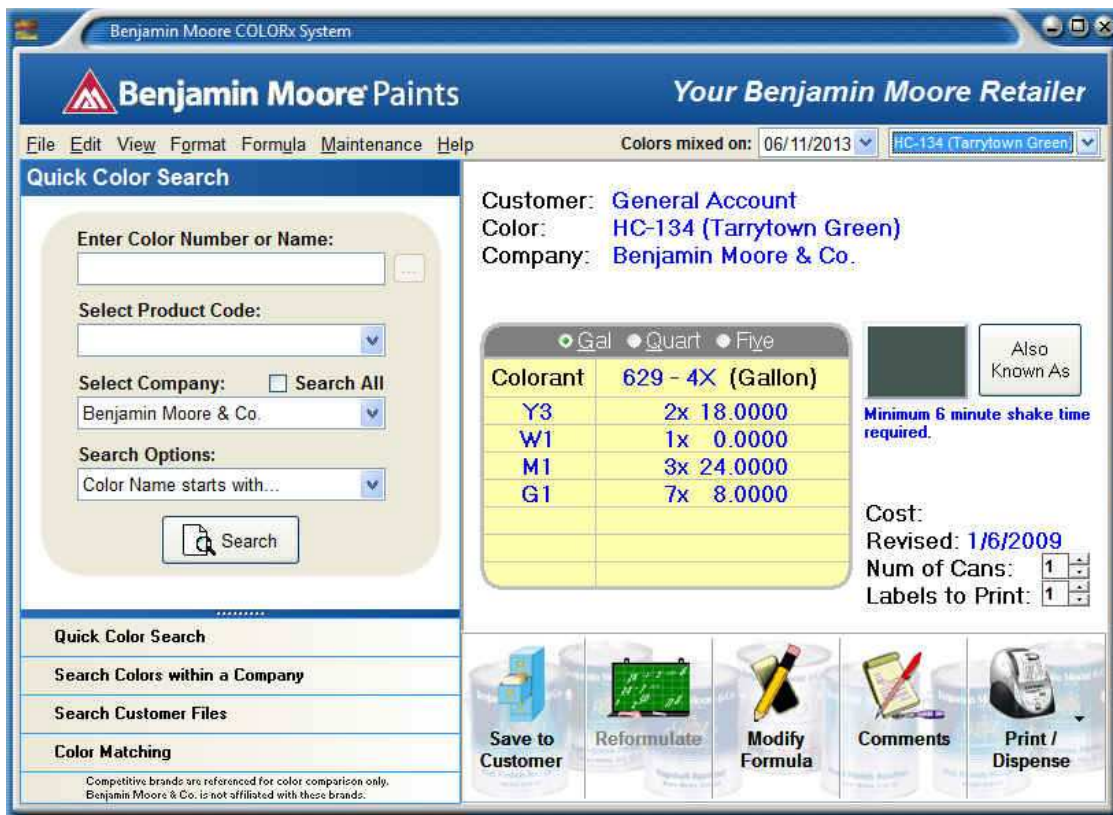 Benjamin Moore COLORx System
Benjamin Moore Paints
Your Benjamin Moore Retailer
File Edit View Format Formula Maintenance Help
Colors mixed on: 06/11/2013 HC-134 (Tarrytown Green)
Quick Color Search
Enter Color Number or Name:
...
Select Product Code:
Select Company: Search All
Benjamin Moore & Co.
Search Options:
Color Name starts with...
Search
Quick Color Search
Search Colors within a Company
Search Customer Files
Color Matching
Competitive brands are referenced for color comparison only.
Benjamin Moore & Co. is not affiliated with these brands.
Customer: General Account
Color: HC-134 (Tarrytown Green)
Company: Benjamin Moore & Co.
Gal Quart Five
Colorant 629 - 4X (Gallon)
Y3 2x 18.0000
W1 1x 0.0000
M1 3x 24.0000
G1 7x 8.0000
Also
Known As
Minimum 6 minute shake time
required.
Cost:
Revised: 1/6/2009
Num of Cans: 1
Labels to Print: 1
Save to
Customer
Reformulate
Modify
Formula
Comments
Print /
Dispense